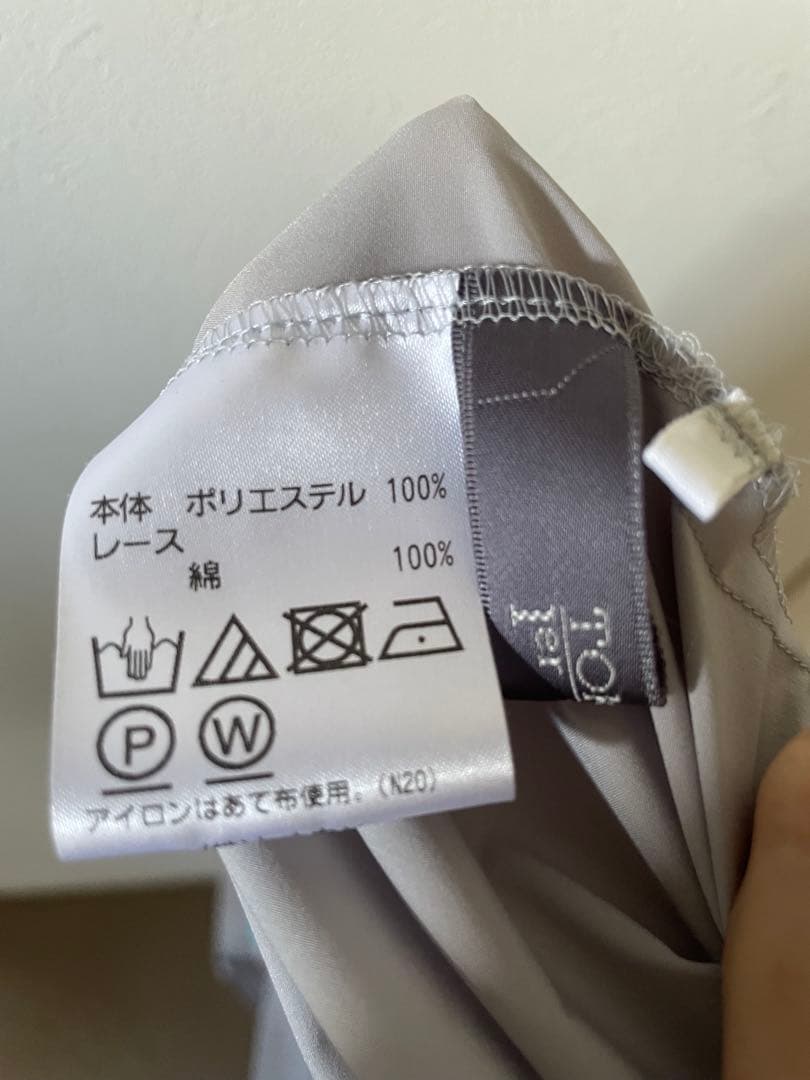 本体 ポリエステル 100%
レース
綿 100%
P W
アイロンはあて布使用。(N20)